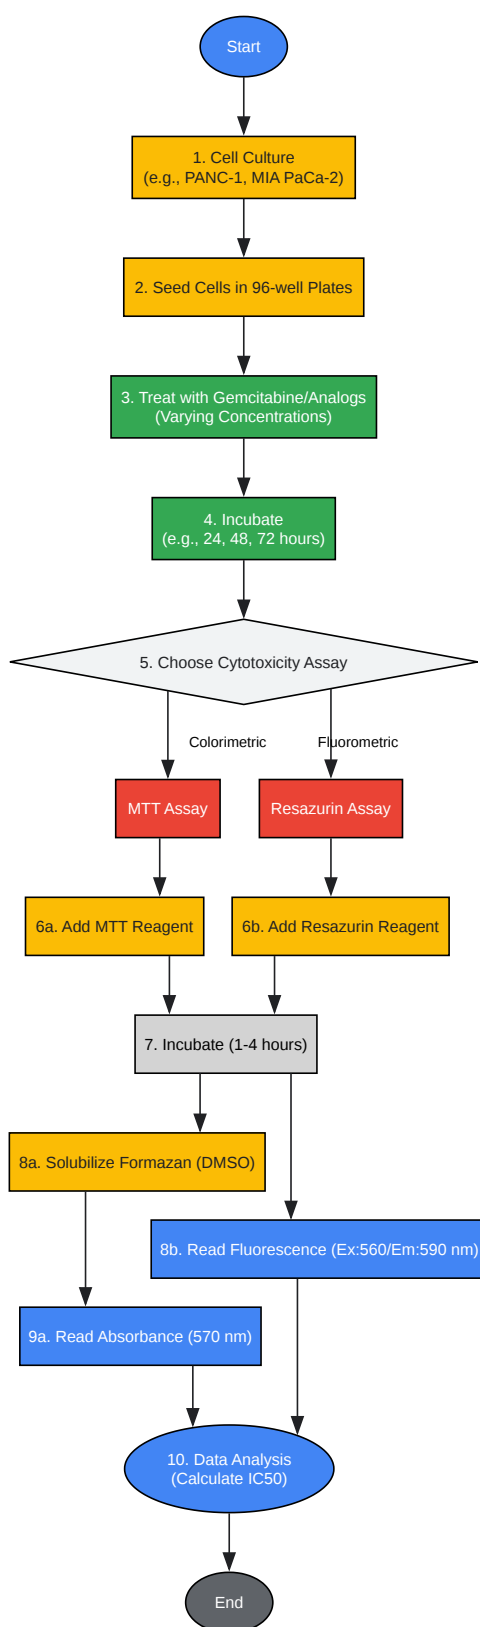 Start
1. Cell Culture
(e.g., PANC-1, MIA PaCa-2)
2. Seed Cells in 96-well Plates
3. Treat with Gemcitabine/Analogs
(Varying Concentrations)
4. Incubate
(e.g., 24, 48, 72 hours)
5. Choose Cytotoxicity Assay
Colorimetric
Fluorometric
MTT Assay
Resazurin Assay
6a. Add MTT Reagent
6b. Add Resazurin Reagent
7. Incubate (1-4 hours)
8a. Solubilize Formazan (DMSO)
8b. Read Fluorescence (Ex:560/Em:590 nm)
9a. Read Absorbance (570 nm)
10. Data Analysis
(Calculate IC50)
End